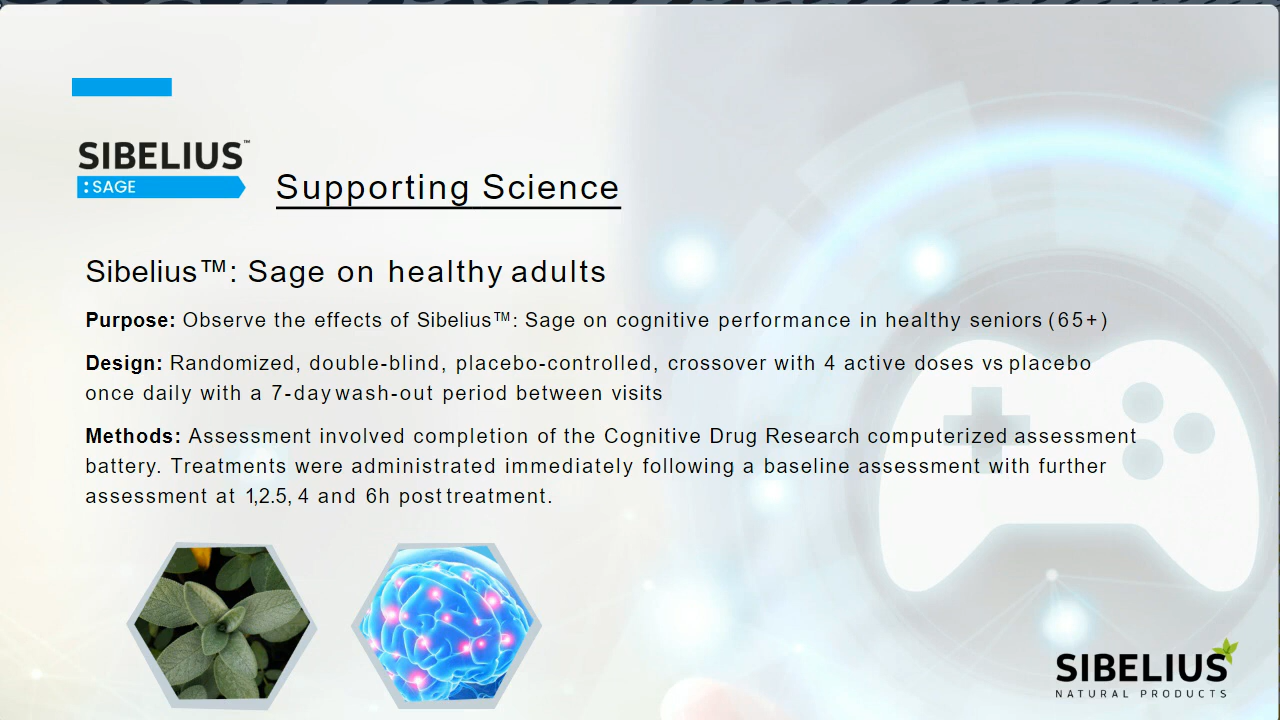 SIBELIUS™
:SAGE
Supporting Science
Sibelius™: Sage on healthy adults
Purpose: Observe the effects of Sibelius™: Sage on cognitive performance in healthy seniors (65+)
Design: Randomized, double-blind, placebo-controlled, crossover with 4 active doses vs placebo
once daily with a 7-day wash-out period between visits
Methods: Assessment involved completion of the Cognitive Drug Research computerized assessment
battery. Treatments were administrated immediately following a baseline assessment with further
assessment at 1,2.5, 4 and 6h post treatment.
SIBELIUS
NATURAL PRODUCTS